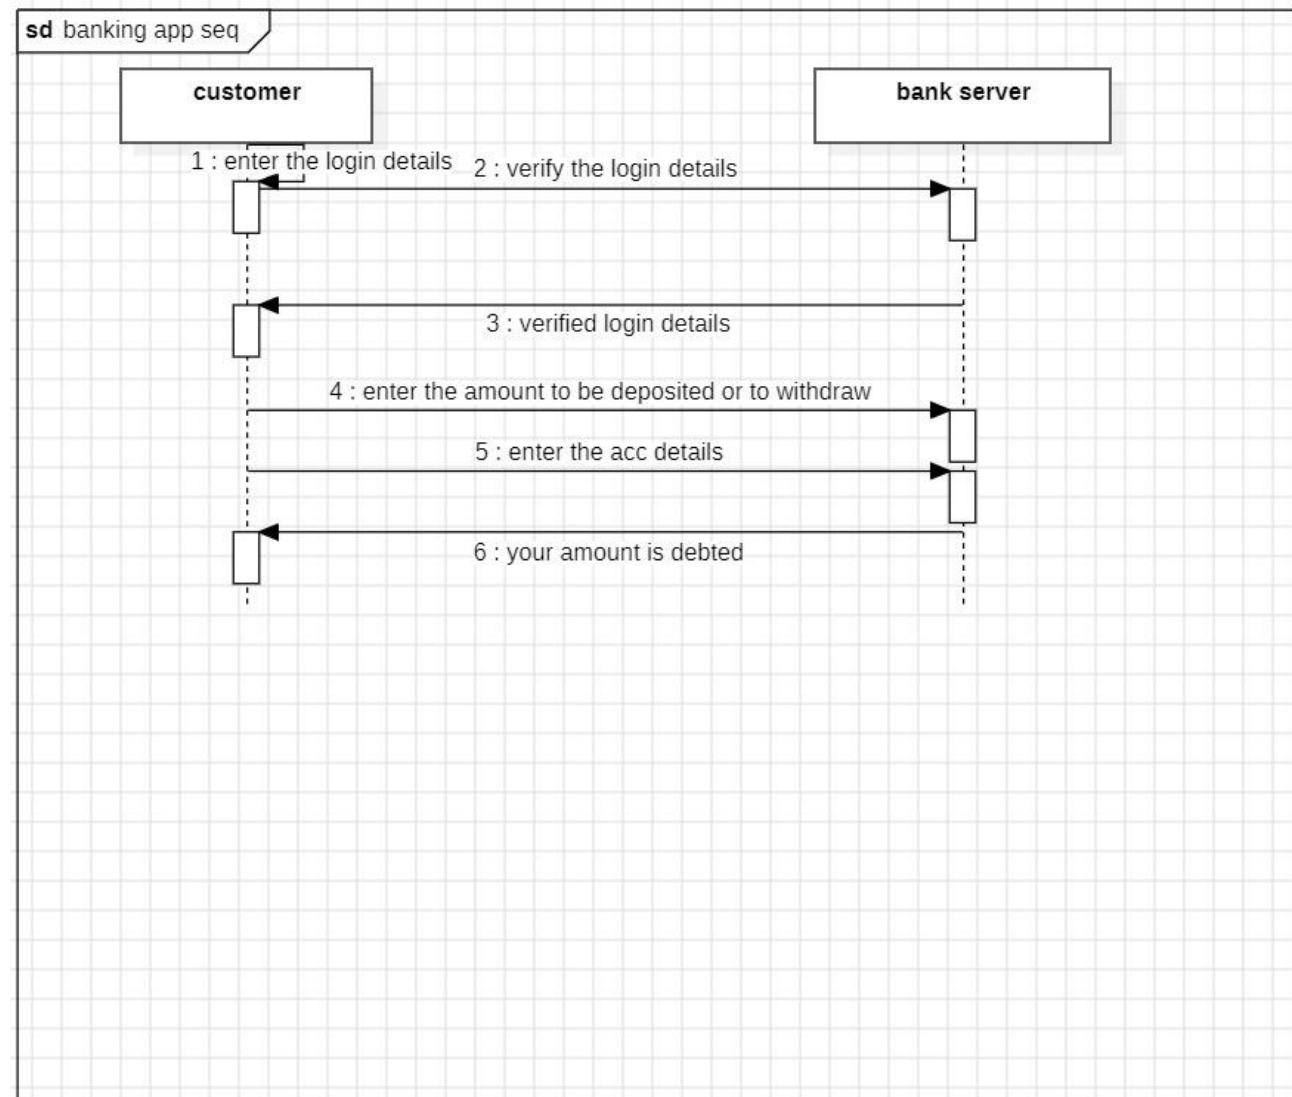 sd banking app seq
customer
bank server
1 : enter the login details
2 : verify the login details
3 : verified login details
4 : enter the amount to be deposited or to withdraw
5 : enter the acc details
6 : your amount is debted